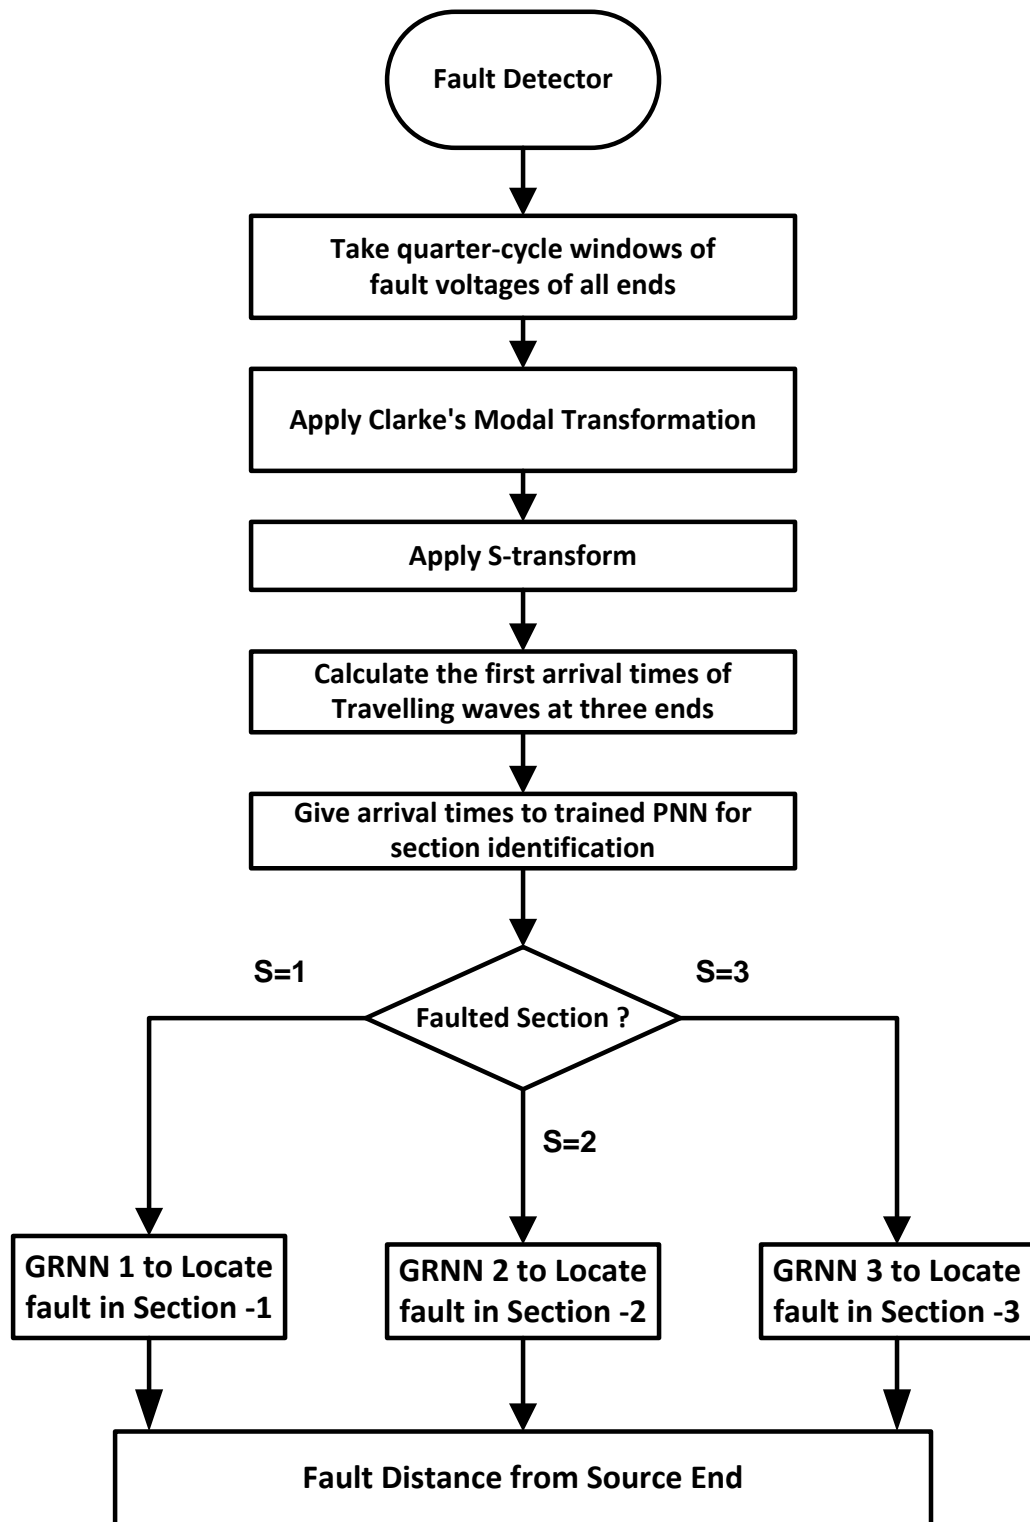 Fault Detector
Take quarter-cycle windows of
fault voltages of all ends
Apply Clarke's Modal Transformation
Apply S-transform
Calculate the first arrival times of
Travelling waves at three ends
Give arrival times to trained PNN for
section identification
S=1
S=3
Faulted Section ?
S=2
GRNN 1 to Locate
fault in Section -1
GRNN 2 to Locate
fault in Section -2
GRNN 3 to Locate
fault in Section -3
Fault Distance from Source End